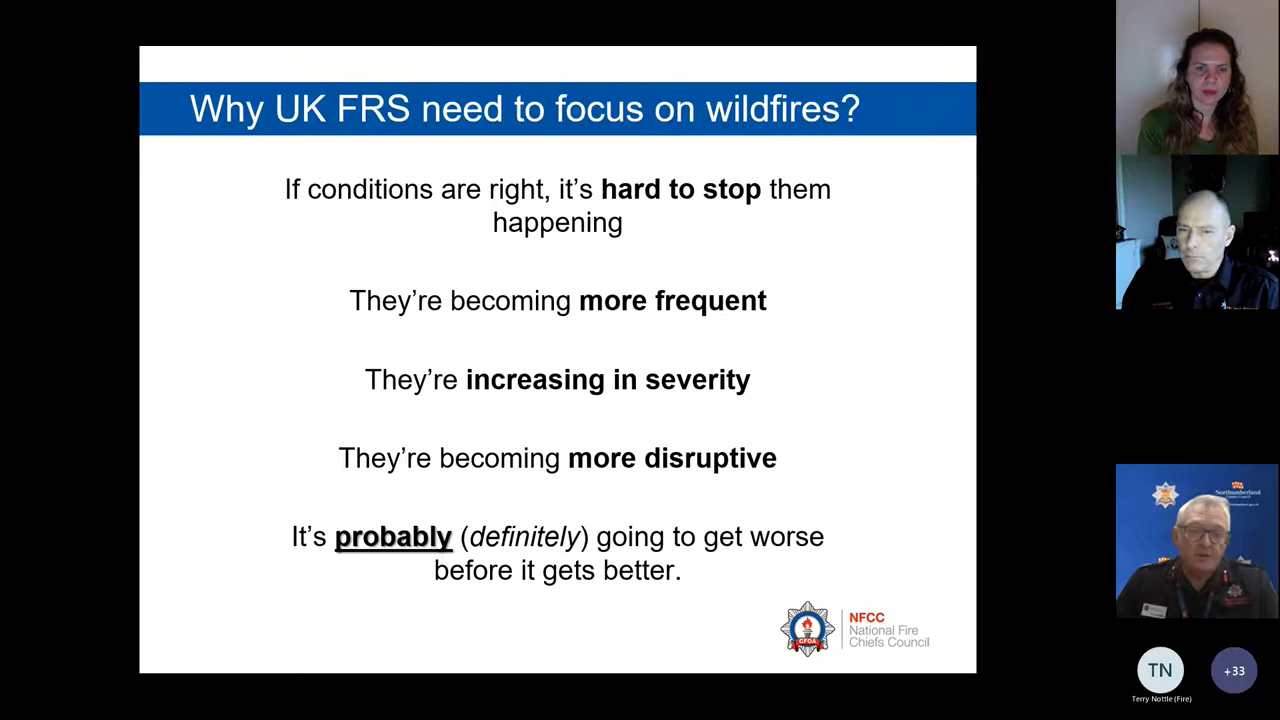 Why UK FRS need to focus on wildfires?
If conditions are right, it’s hard to stop them
happening
They’re becoming more frequent
They’re increasing in severity
They’re becoming more disruptive
It’s probably (definitely) going to get worse
before it gets better.
CFOA
NFCC
National Fire
Chiefs Council
Northumberland
TN
Terry Nottle (Fire)
+33